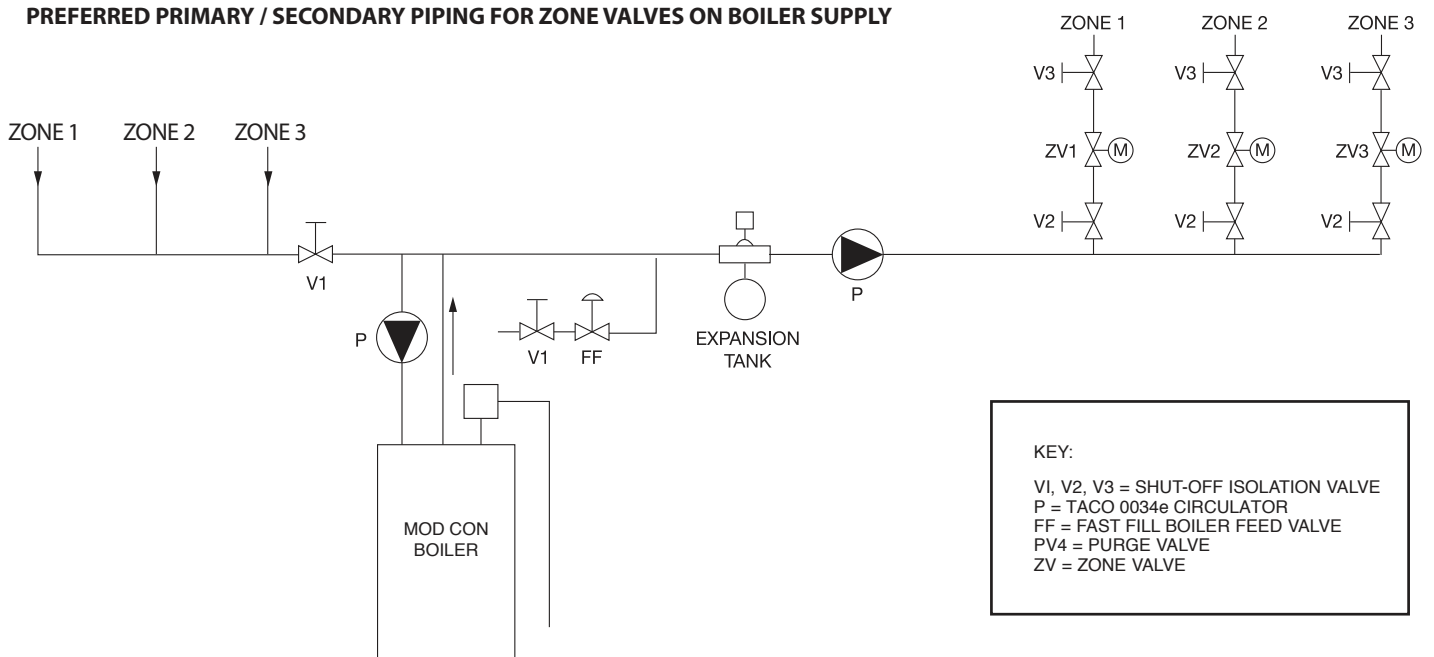 PREFERRED PRIMARY / SECONDARY PIPING FOR ZONE VALVES ON BOILER SUPPLY
ZONE 1
ZONE 2
ZONE 3
V3
V3
V3
ZONE 1
ZONE 2
ZONE 3
ZV1
M
ZV2
M
ZV3
M
V2
V2
V2
V1
P
P
V1
FF
EXPANSION
TANK
MOD CON
BOILER
KEY:
VI, V2, V3 = SHUT-OFF ISOLATION VALVE
P = TACO 0034e CIRCULATOR
FF = FAST FILL BOILER FEED VALVE
PV4 = PURGE VALVE
ZV = ZONE VALVE